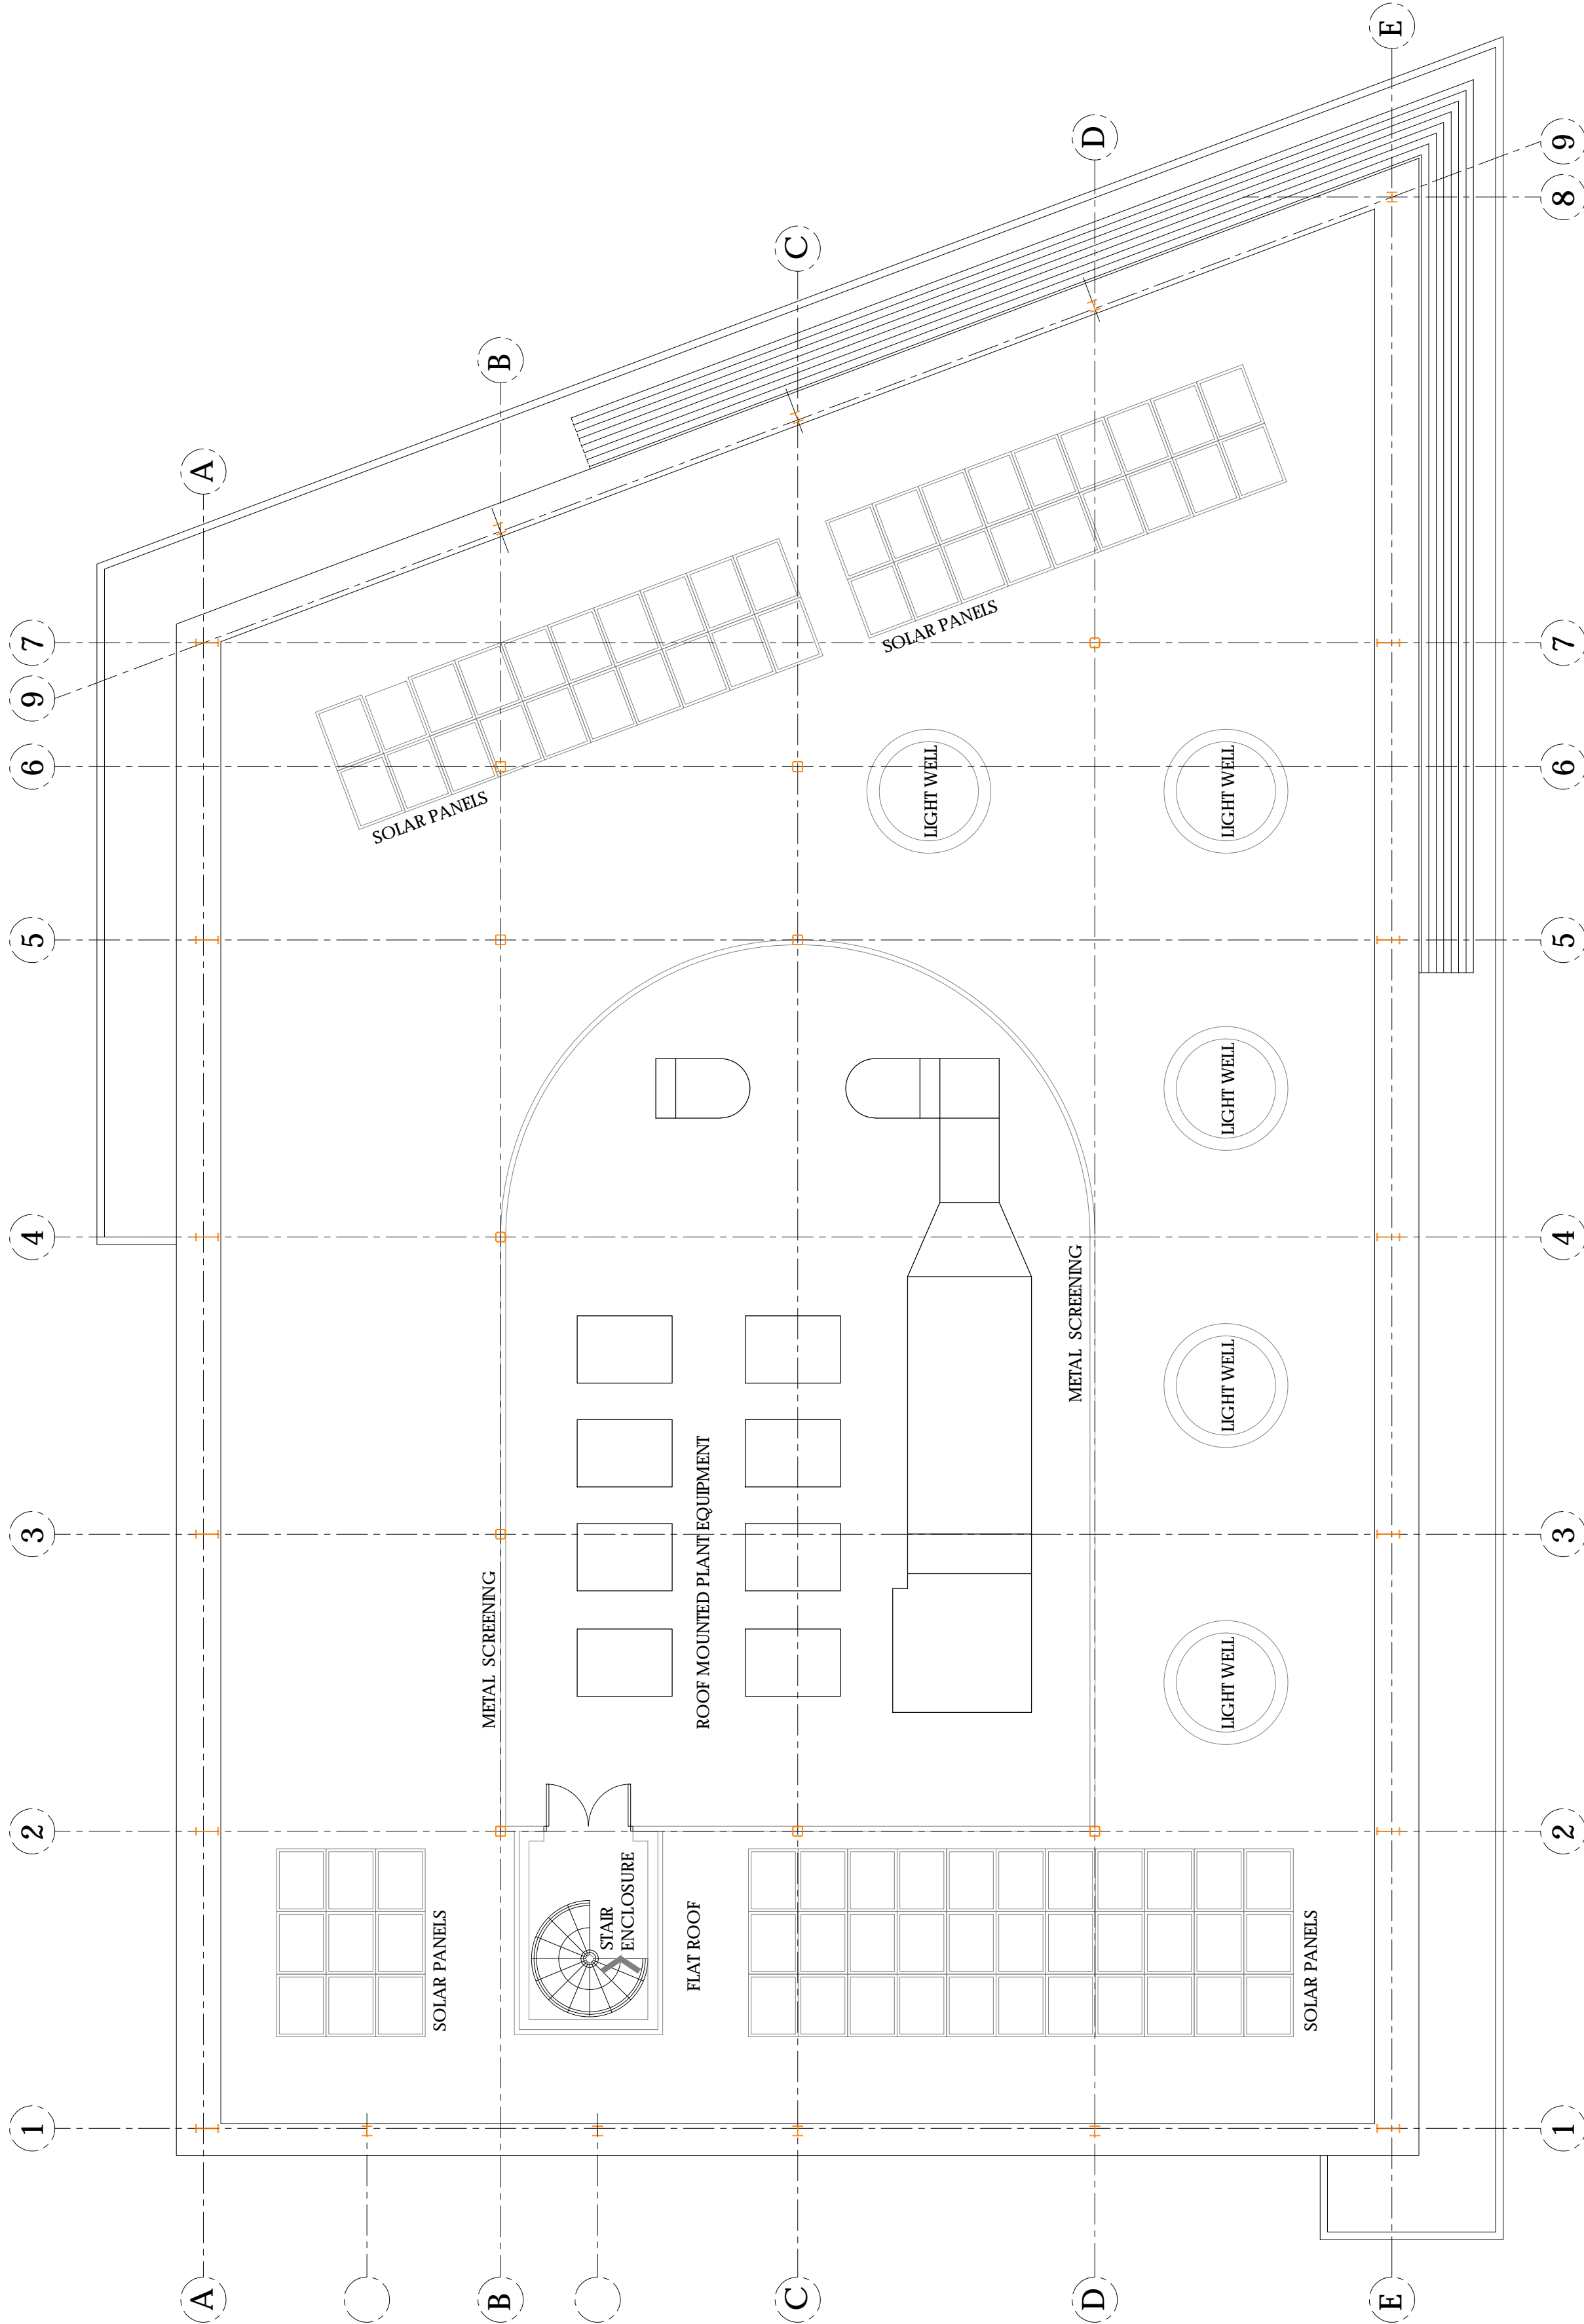 A
B
C
D
E
9
8
7
9
6
5
4
3
2
1
7
6
5
4
3
2
1
A
B
C
D
E
SOLAR PANELS
SOLAR PANELS
LIGHT WELL
LIGHT WELL
LIGHT WELL
LIGHT WELL
LIGHT WELL
METAL SCREENING
METAL SCREENING
ROOF MOUNTED PLANT EQUIPMENT
STAIR
ENCLOSURE
FLAT ROOF
SOLAR PANELS
SOLAR PANELS